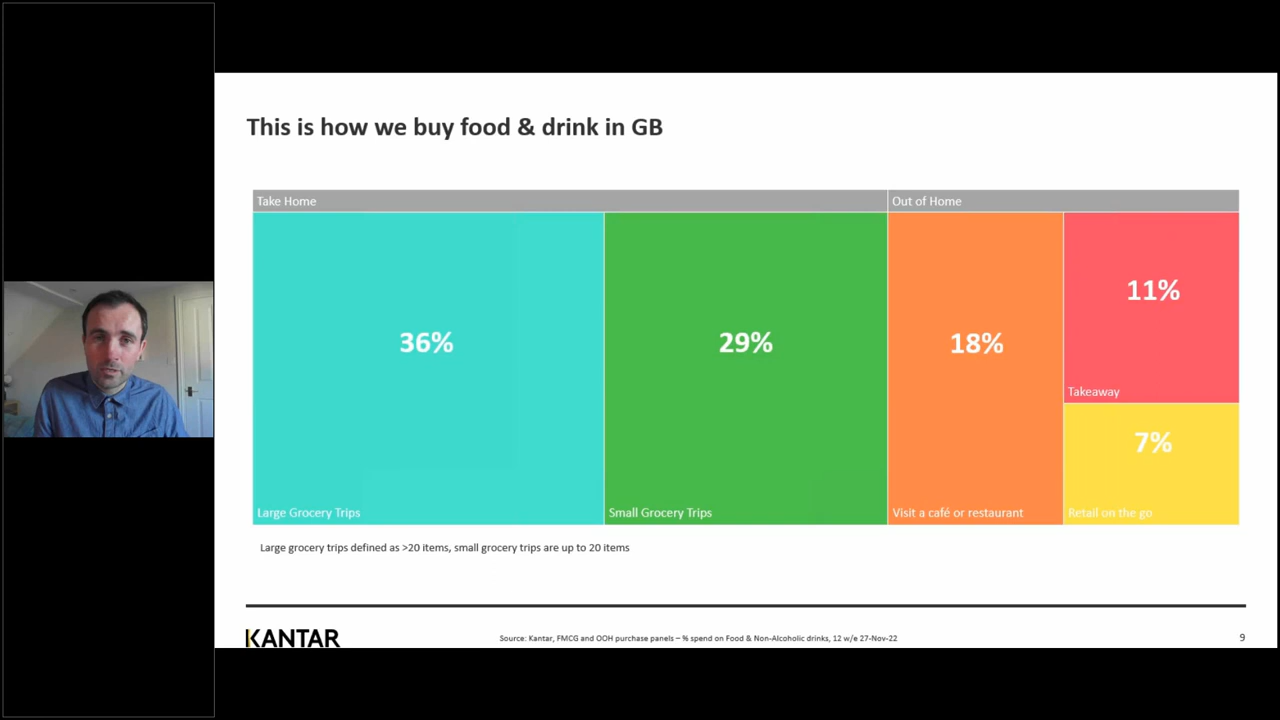 This is how we buy food & drink in GB
Take Home
Out of Home
36%
29%
18%
11%
Takeaway
7%
Large Grocery Trips
Small Grocery Trips
Visit a café or restaurant
Retail on the go
Large grocery trips defined as >20 items, small grocery trips are up to 20 items
KANTAR
Source: Kantar, FMCG and OOH purchase panels – % spend on Food & Non-Alcoholic drinks, 12 w/e 27-Nov-22
9